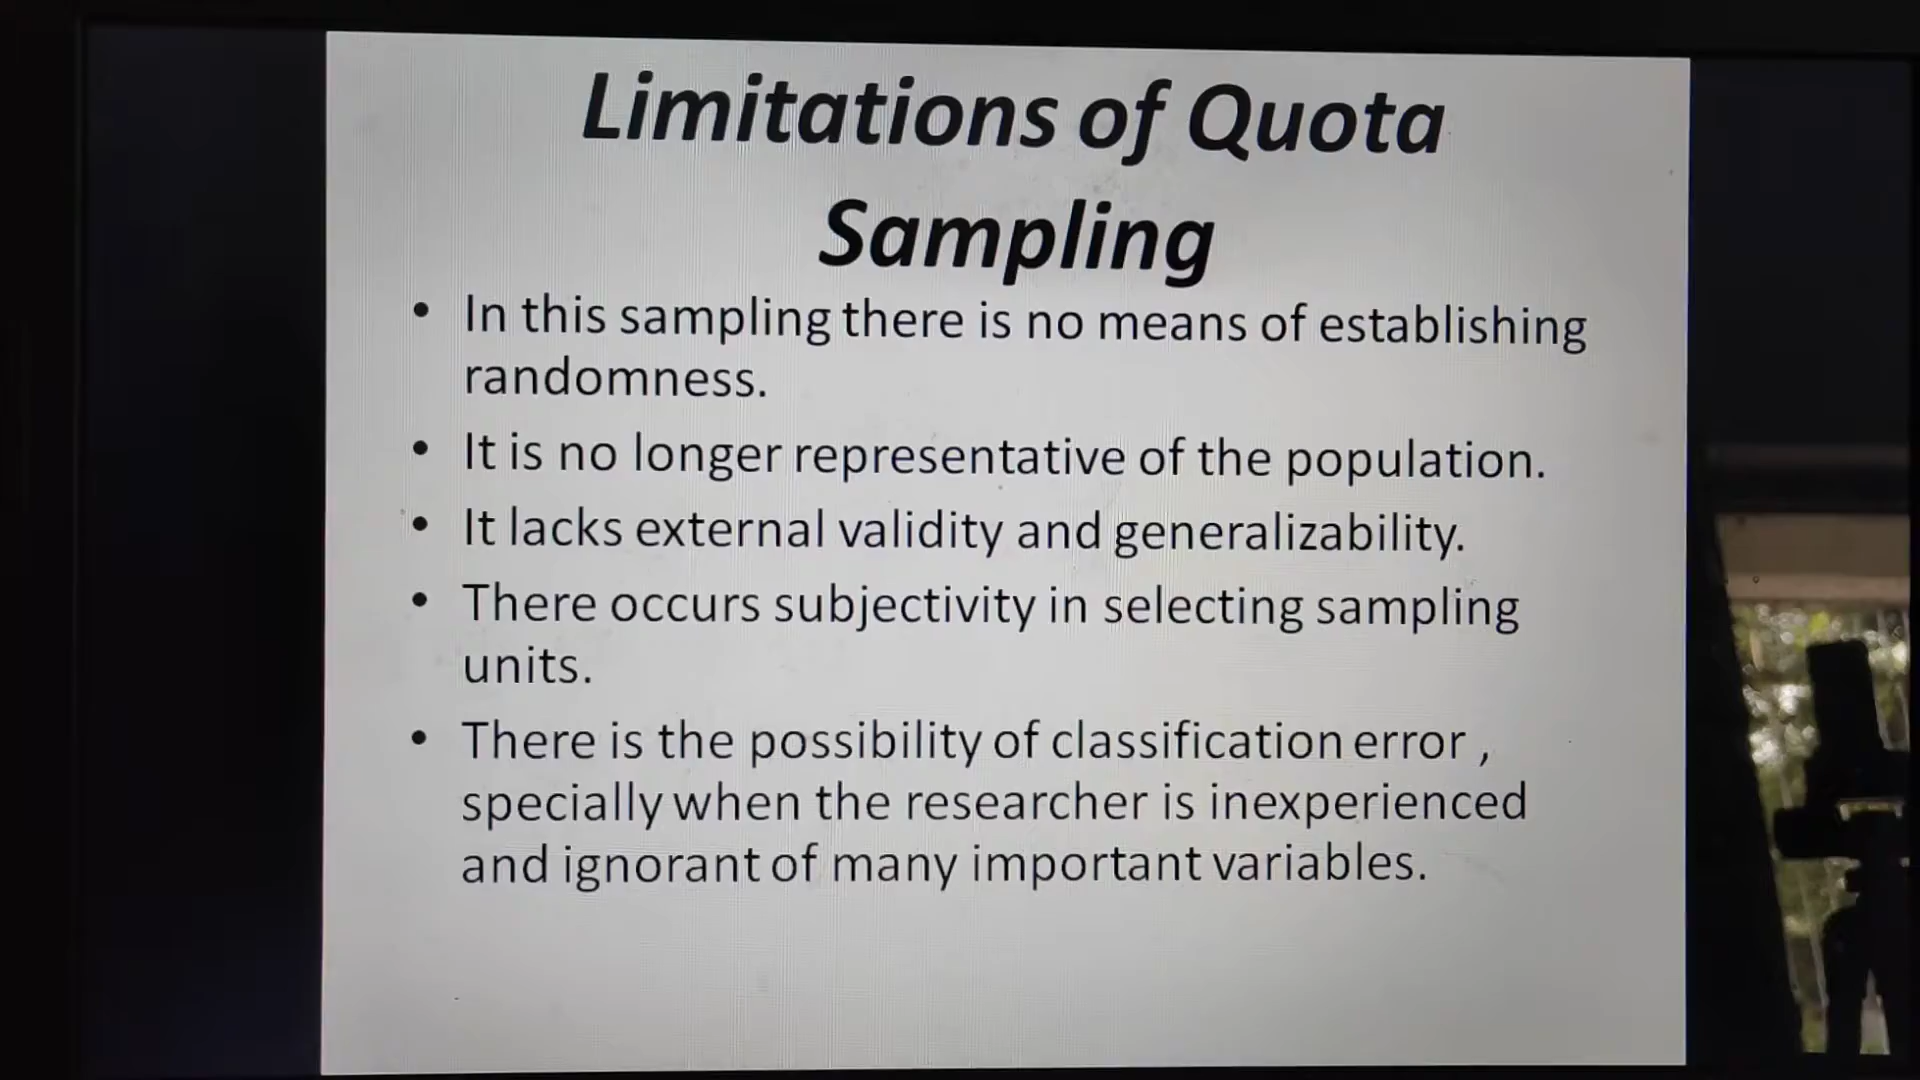 Limitations of Quota
Sampling
• In this sampling there is no means of establishing
randomness.
• It is no longer representative of the population.
• It lacks external validity and generalizability.
• There occurs subjectivity in selecting sampling
units.
• There is the possibility of classification error ,
specially when the researcher is inexperienced
and ignorant of many important variables.